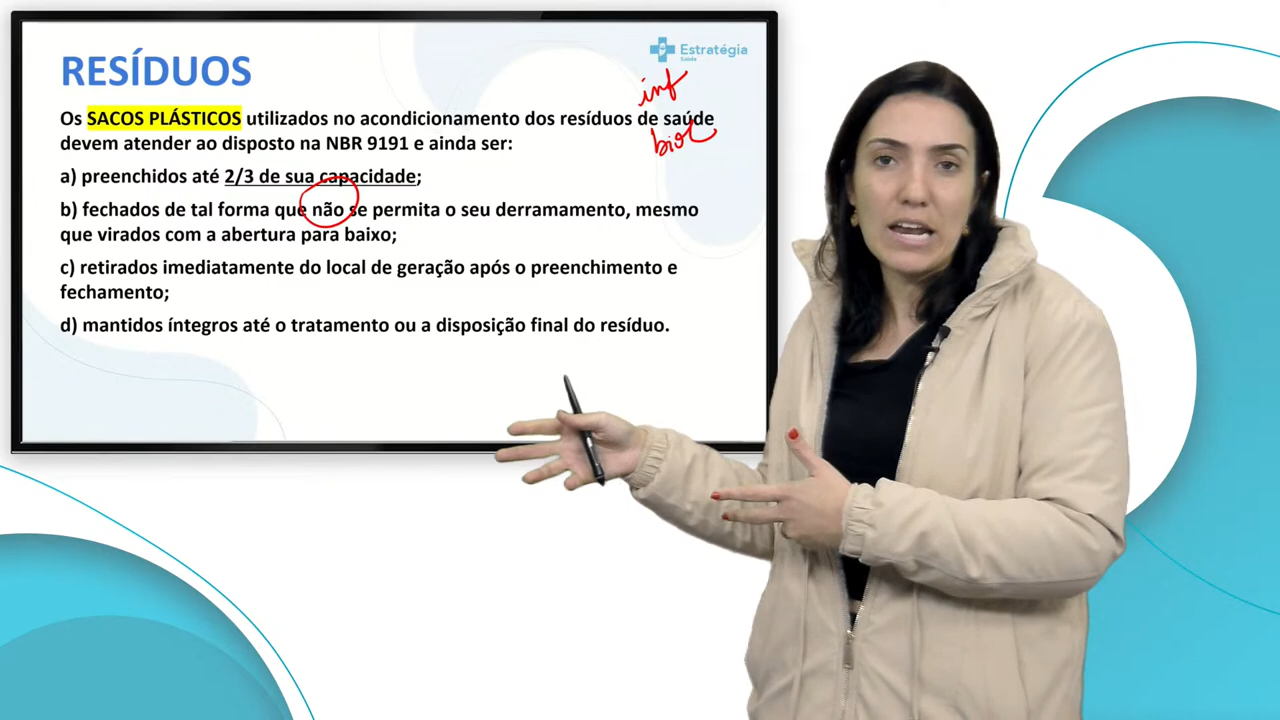 RESÍDUOS
Estratégia
Saúde
inf
Os SACOS PLÁSTICOS utilizados no acondicionamento dos resíduos de saúde
biol
devem atender ao disposto na NBR 9191 e ainda ser:
a) preenchidos até 2/3 de sua capacidade;
b) fechados de tal forma que não se permita o seu derramamento, mesmo
que virados com a abertura para baixo;
c) retirados imediatamente do local de geração após o preenchimento e
fechamento;
d) mantidos íntegros até o tratamento ou a disposição final do resíduo.